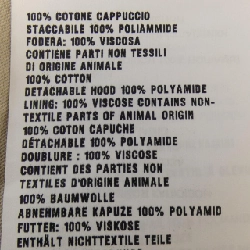 100% COTONE CAPPUCCIO
STACCABILE 100% POLIAMMIDE
FODERA: 100% VISCOSA
CONTIENE PARTI NON TESSILI
DI ORIGINE ANIMALE
100% COTTON
DETACHABLE HOOD 100% POLYAMIDE
LINING: 100% VISCOSE CONTAINS NON-
TEXTILE PARTS OF ANIMAL ORIGIN
100% COTON CAPUCHE
DÉTACHABLE 100% POLYAMIDE
DOUBLURE : 100% VISCOSE
CONTIENT DES PARTIES NON
TEXTILES D'ORIGINE ANIMALE
100% BAUMWOLLE
ABNEHMBARE KAPUZE 100% POLYAMID
FUTTER: 100% VISKOSE
ENTHÄLT NICHTTEXTILE TEILE